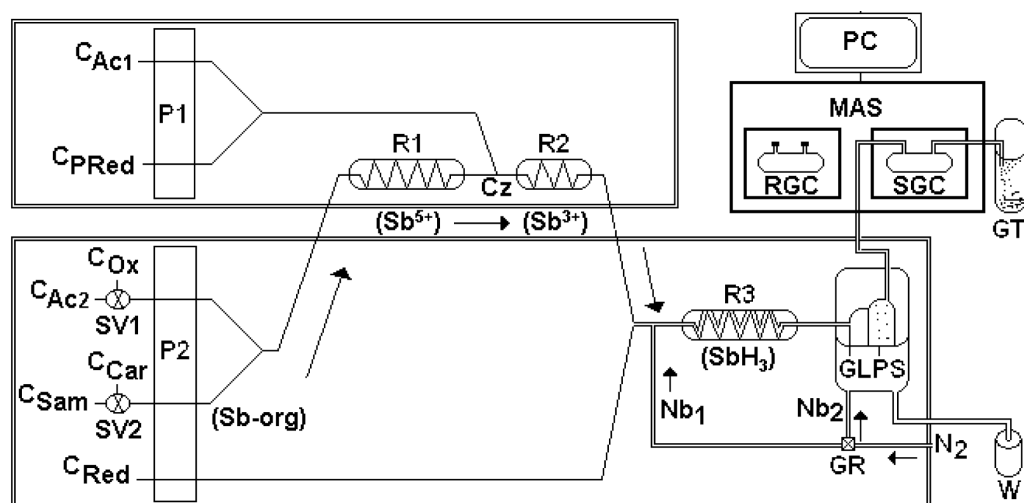 C_Ac1
P1
C_PRed
R1
R2
Cz
(Sb⁵⁺)
(Sb³⁺)
PC
MAS
RGC
SGC
GT
C_Ox
C_Ac2
SV1
P2
C_Car
C_Sam
SV2
(Sb-org)
C_Red
R3
(SbH₃)
GLPS
Nb₁
Nb₂
N₂
GR
W